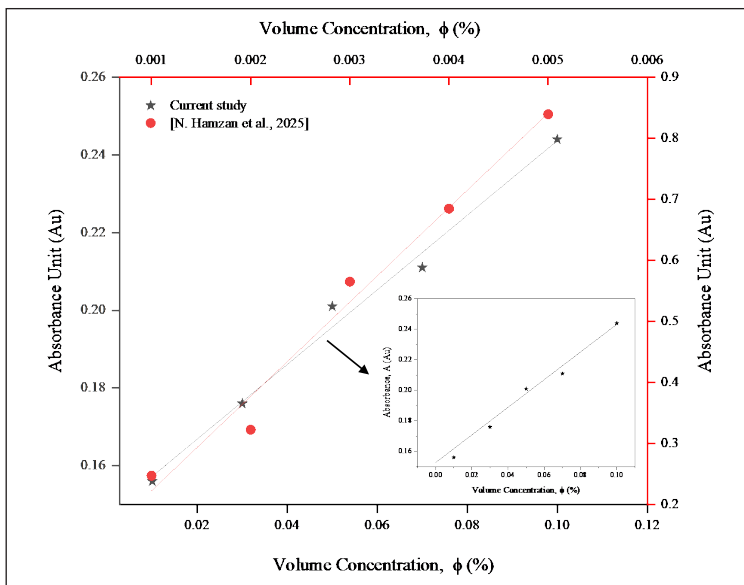 Volume Concentration, ϕ (%)
0.001 0.002 0.003 0.004 0.005 0.006
0.26 0.9
Current study
[N. Hamzan et al., 2025]
0.8
0.24
0.7
0.22
0.6
Absorbance Unit (Au)
Absorbance Unit (Au)
0.20
0.5
0.18
0.4
0.16
0.3
0.2
0.26
0.24
0.22
0.20
0.18
0.16
Absorbance, A (Au)
0.00 0.02 0.04 0.06 0.08 0.10
Volume Concentration, ϕ (%)
0.02 0.04 0.06 0.08 0.10 0.12
Volume Concentration, ϕ (%)